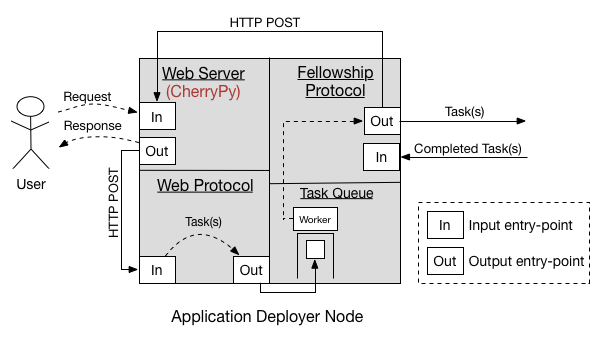 HTTP POST
Web Server
(CherryPy)
Fellowship
Protocol
Request
In
Out
Task(s)
Response
Out
In
Completed Task(s)
User
HTTP POST
Web Protocol
Task Queue
Task(s)
Worker
In
Out
In Input entry-point
Out Output entry-point
Application Deployer Node